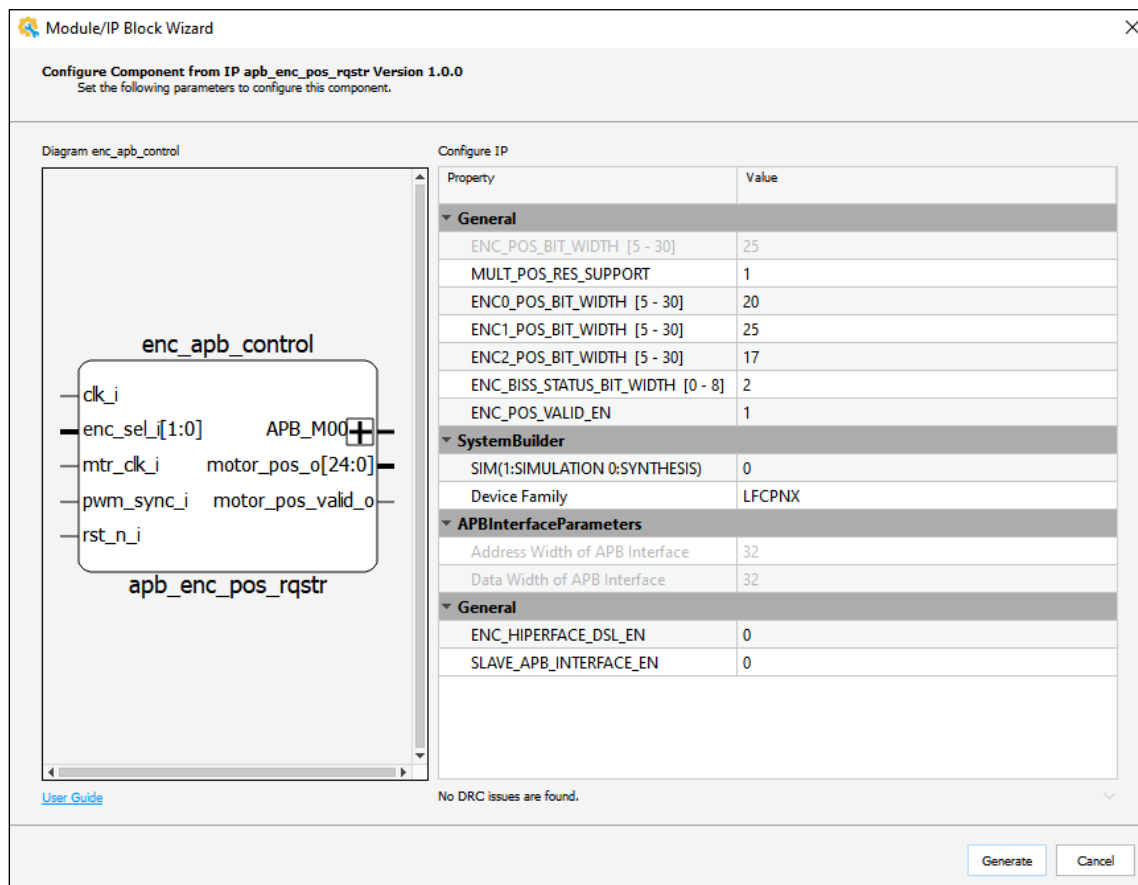 Module/IP Block Wizard
Configure Component from IP apb_enc_pos_rqstr Version 1.0.0
Set the following parameters to configure this component.
Diagram enc_apb_control
enc_apb_control
clk_i
enc_sel_i[1:0] APB_M00
mtr_clk_i motor_pos_o[24:0]
pwm_sync_i motor_pos_valid_o
rst_n_i
apb_enc_pos_rqstr
User Guide
Configure IP
Property Value
General
ENC_POS_BIT_WIDTH [5 - 30] 25
MULT_POS_RES_SUPPORT 1
ENC0_POS_BIT_WIDTH [5 - 30] 20
ENC1_POS_BIT_WIDTH [5 - 30] 25
ENC2_POS_BIT_WIDTH [5 - 30] 17
ENC_BISS_STATUS_BIT_WIDTH [0 - 8] 2
ENC_POS_VALID_EN 1
SystemBuilder
SIM(1:SIMULATION 0:SYNTHESIS) 0
Device Family LFCPNX
APBInterfaceParameters
Address Width of APB Interface 32
Data Width of APB Interface 32
General
ENC_HIPERFACE_DSL_EN 0
SLAVE_APB_INTERFACE_EN 0
No DRC issues are found.
Generate Cancel